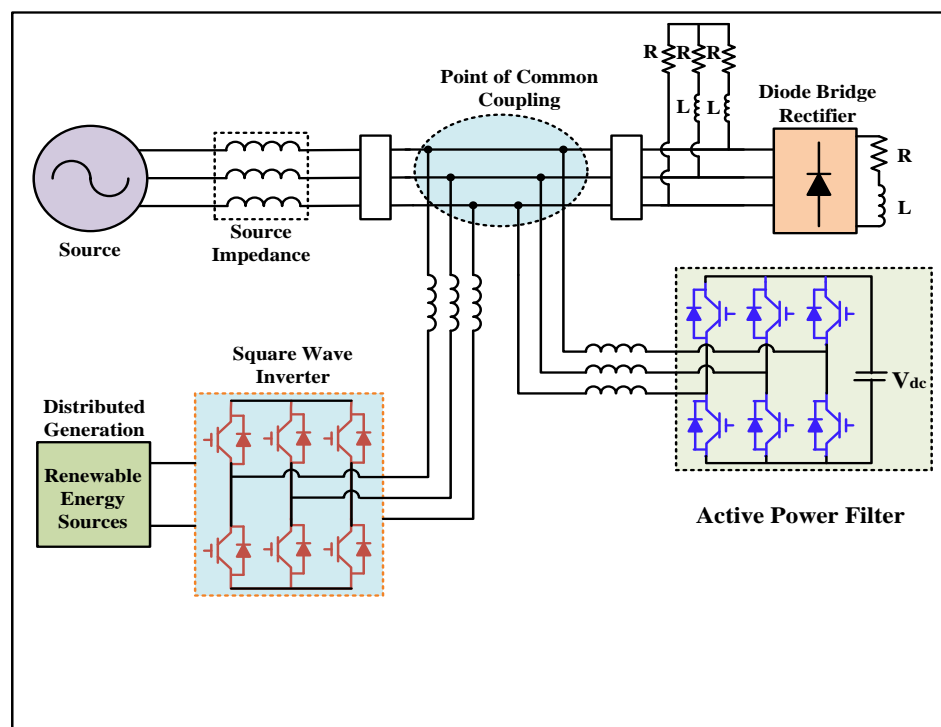 R
R
R
Point of Common
Coupling
L
L
Diode Bridge
Rectifier
R
L
Source
Source
Impedance
Square Wave
Inverter
Vdc
Distributed
Generation
Renewable
Energy
Sources
Active Power Filter